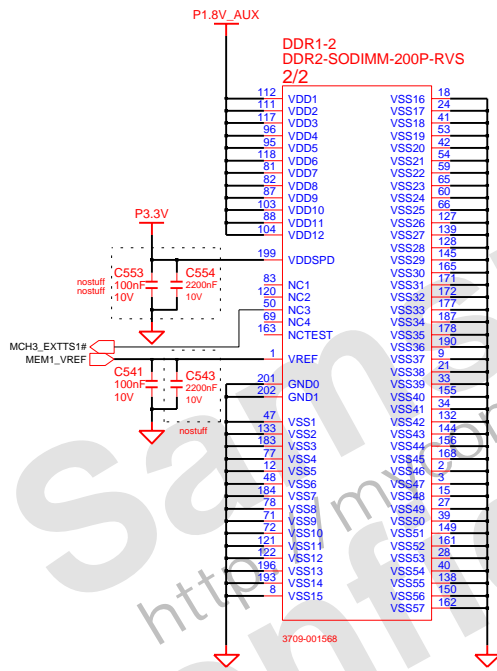 P1.8V_AUX
DDR1-2
DDR2-SODIMM-200P-RVS
2/2
112 VDD1 VSS16 18
111 VDD2 VSS17 24
117 VDD3 VSS18 41
96 VDD4 VSS19 53
95 VDD5 VSS20 42
118 VDD6 VSS21 54
81 VDD7 VSS22 59
82 VDD8 VSS23 65
87 VDD9 VSS24 60
103 VDD10 VSS25 66
88 VDD11 VSS26 127
104 VDD12 VSS27 139
VSS28 128
P3.3V
199 VDDSPD VSS29 145
VSS30 165
C553 C554
nostuff 100nF 2200nF
nostuff 10V 10V
83 NC1 VSS31 171
120 NC2 VSS32 172
50 NC3 VSS33 177
69 NC4 VSS34 187
163 NCTEST VSS35 178
MCH3_EXTTS1#
VSS36 190
MEM1_VREF
1 VREF VSS37 9
VSS38 21
201 GND0 VSS39 33
202 GND1 VSS40 155
C541 C543
100nF 2200nF
10V 10V
nostuff
VSS41 34
47 VSS1 VSS42 132
133 VSS2 VSS43 144
183 VSS3 VSS44 156
77 VSS4 VSS45 168
12 VSS5 VSS46 2
48 VSS6 VSS47 3
184 VSS7 VSS48 15
78 VSS8 VSS49 27
71 VSS9 VSS50 39
72 VSS10 VSS51 149
121 VSS11 VSS52 161
122 VSS12 VSS53 28
196 VSS13 VSS54 40
193 VSS14 VSS55 138
8 VSS15 VSS56 150
VSS57 162
3709-001568